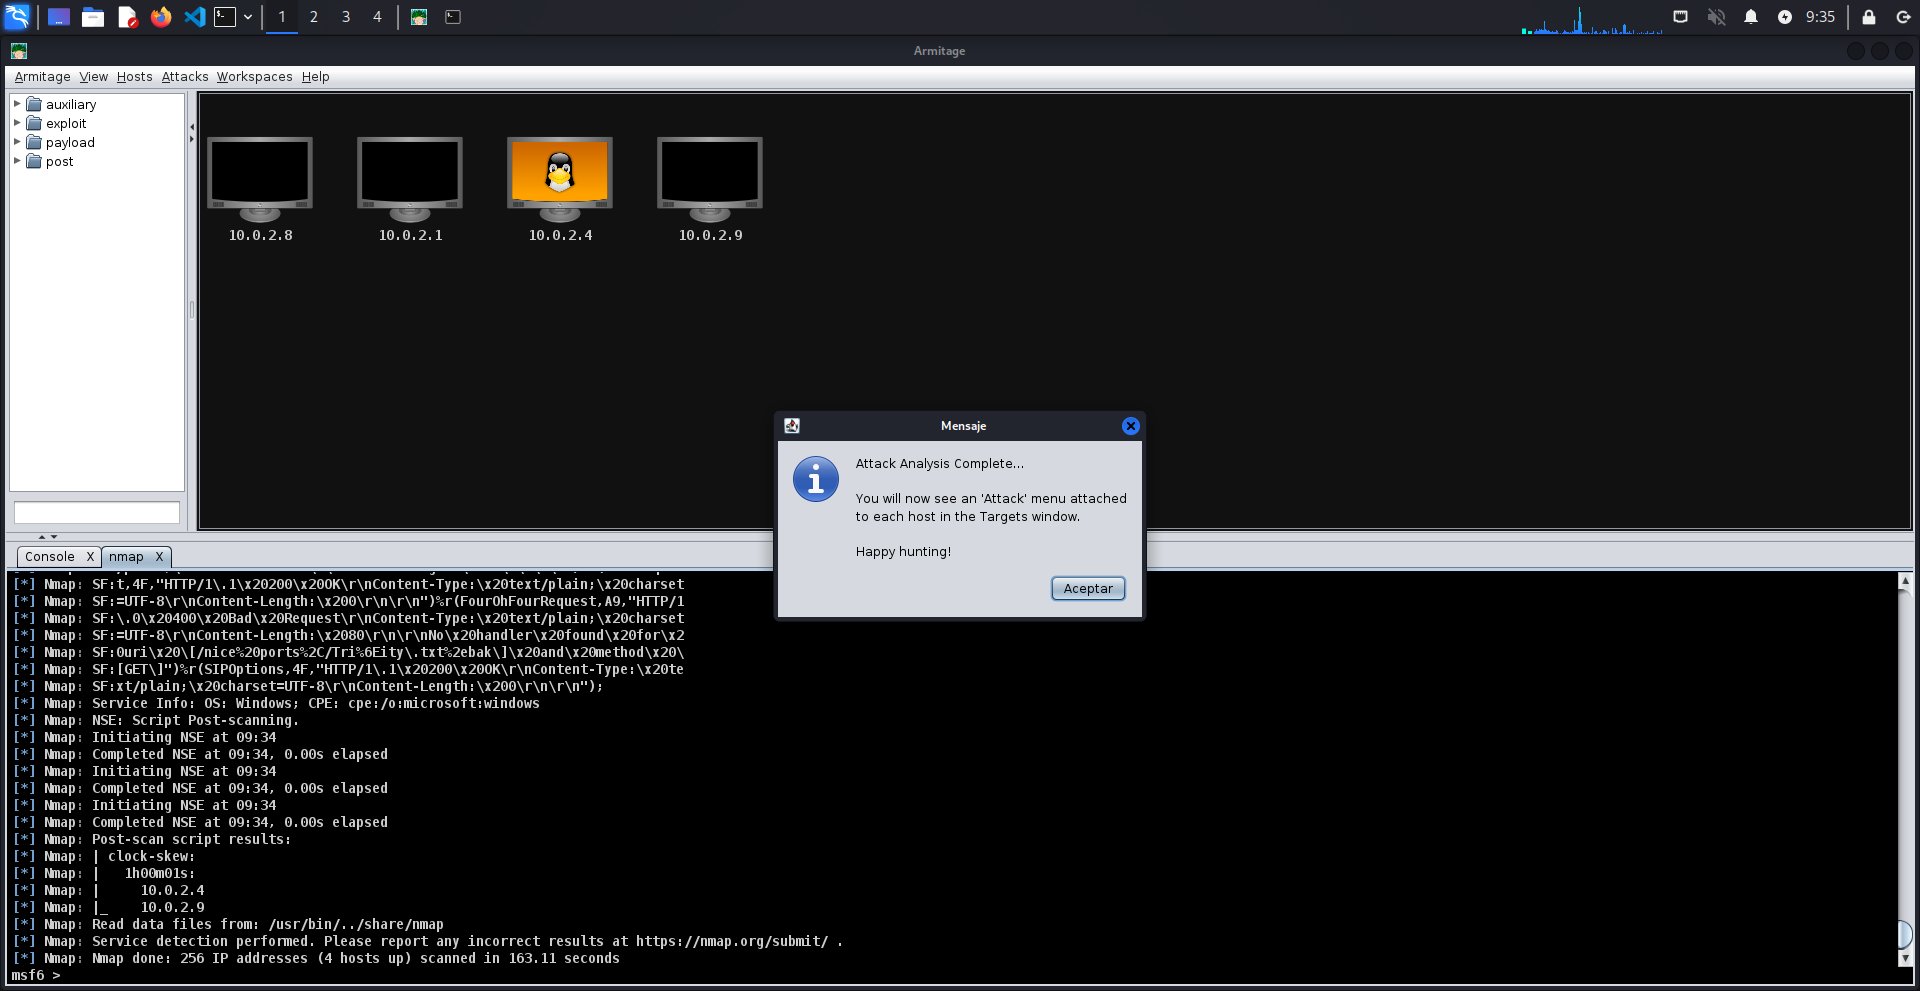 1 2 3 4
9:35
Armitage
Armitage View Hosts Attacks Workspaces Help
auxiliary
exploit
payload
post
10.0.2.8
10.0.2.1
10.0.2.4
10.0.2.9
Mensaje
Attack Analysis Complete...
You will now see an 'Attack' menu attached
to each host in the Targets window.
Happy hunting!
Aceptar
Console X nmap X
[*] Nmap: SF:t,4F,"HTTP/1\.1\x20200\x20OK\r\nContent-Type:\x20text/plain;\x20charset
[*] Nmap: SF:=UTF-8\r\nContent-Length:\x200\r\n\r\n")%r(FourOhFourRequest,A9,"HTTP/1
[*] Nmap: SF:\.0\x20400\x20Bad\x20Request\r\nContent-Type:\x20text/plain;\x20charset
[*] Nmap: SF:=UTF-8\r\nContent-Length:\x2080\r\n\r\nNo\x20handler\x20found\x20for\x2
[*] Nmap: SF:0uri\x20\[/nice%20ports%2C/Tri%6Eity\.txt%2ebak\]\x20and\x20method\x20\
[*] Nmap: SF:[GET\]")%r(SIPOptions,4F,"HTTP/1\.1\x20200\x20OK\r\nContent-Type:\x20te
[*] Nmap: SF:xt/plain;\x20charset=UTF-8\r\nContent-Length:\x200\r\n\r\n");
[*] Nmap: Service Info: OS: Windows; CPE: cpe:/o:microsoft:windows
[*] Nmap: NSE: Script Post-scanning.
[*] Nmap: Initiating NSE at 09:34
[*] Nmap: Completed NSE at 09:34, 0.00s elapsed
[*] Nmap: Initiating NSE at 09:34
[*] Nmap: Completed NSE at 09:34, 0.00s elapsed
[*] Nmap: Initiating NSE at 09:34
[*] Nmap: Completed NSE at 09:34, 0.00s elapsed
[*] Nmap: Post-scan script results:
[*] Nmap: | clock-skew:
[*] Nmap: |   1h00m01s:
[*] Nmap: |     10.0.2.4
[*] Nmap: |_    10.0.2.9
[*] Nmap: Read data files from: /usr/bin/../share/nmap
[*] Nmap: Service detection performed. Please report any incorrect results at https://nmap.org/submit/ .
[*] Nmap: Nmap done: 256 IP addresses (4 hosts up) scanned in 163.11 seconds
msf6 >